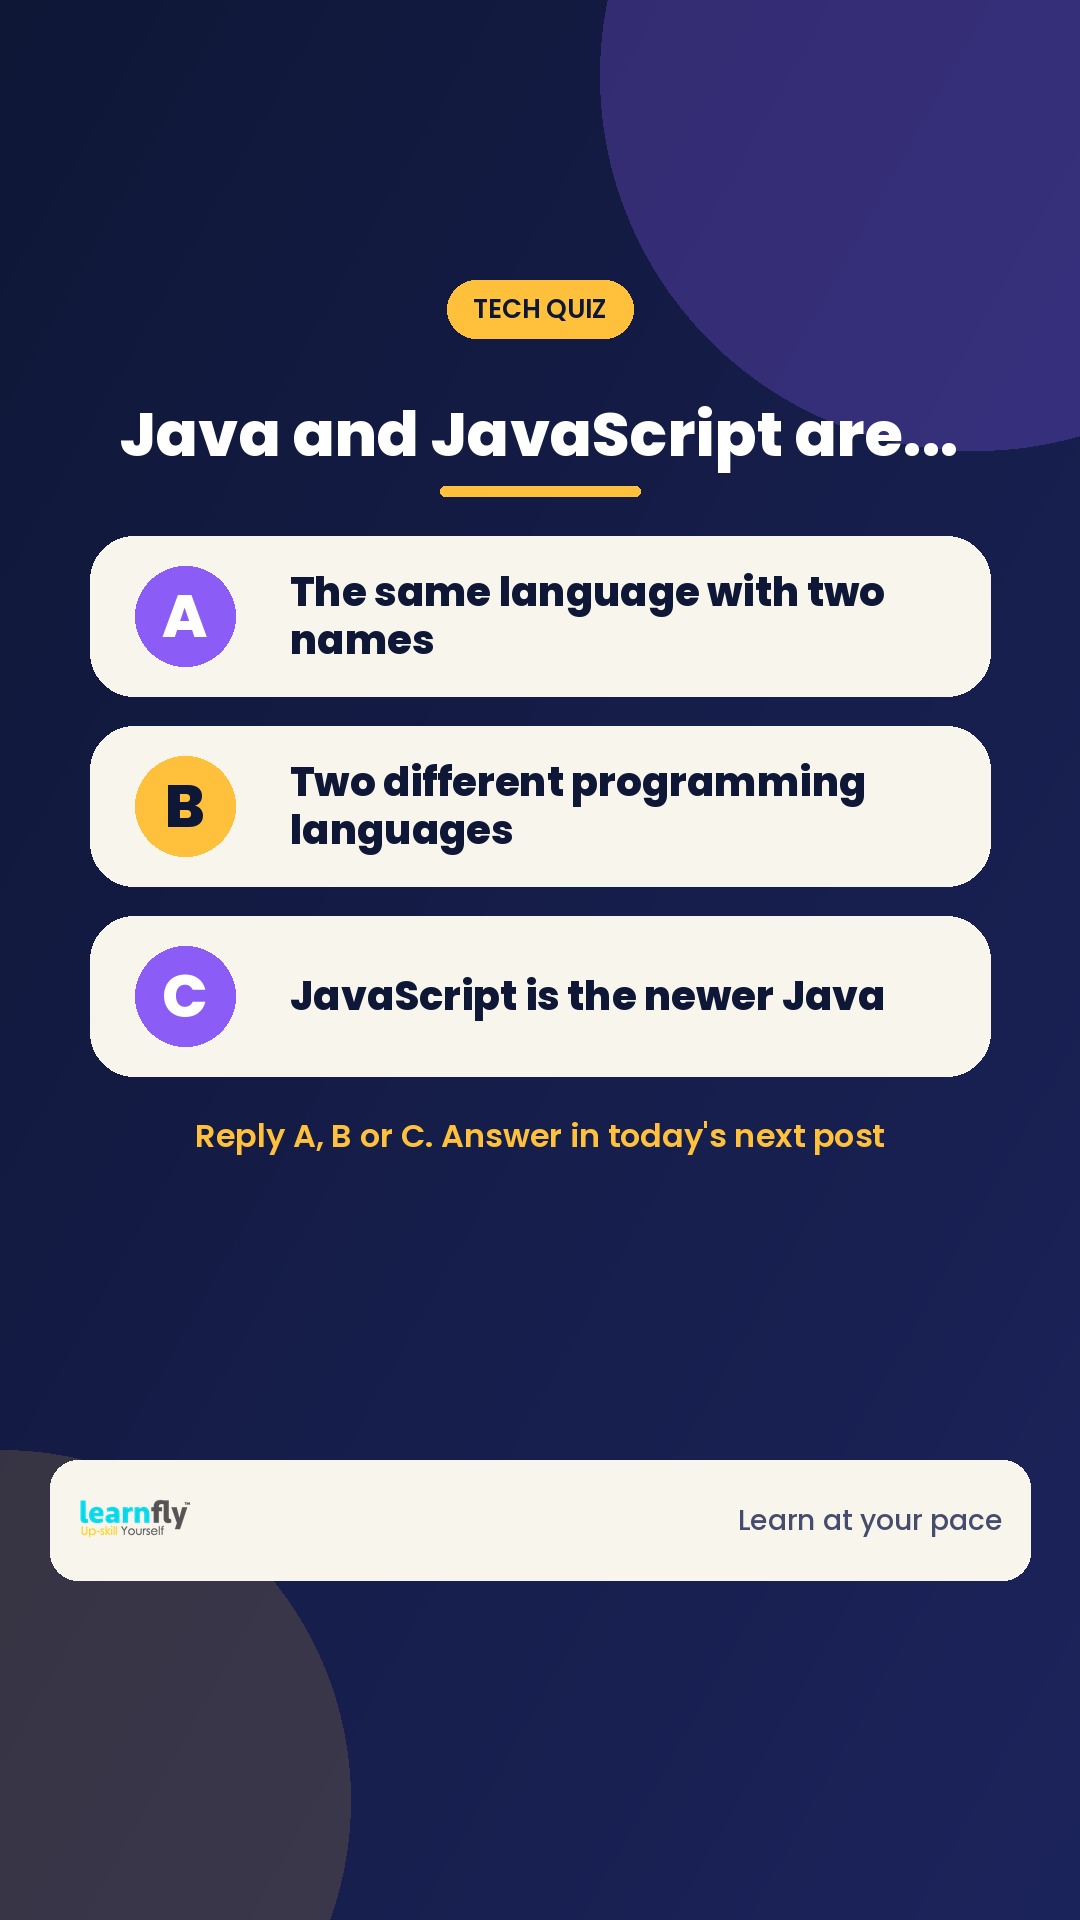 TECH QUIZ
Java and JavaScript are...
A
The same language with two
names
B
Two different programming
languages
C
JavaScript is the newer Java
Reply A, B or C. Answer in today's next post
learnfly™
Up-skill Yourself
Learn at your pace